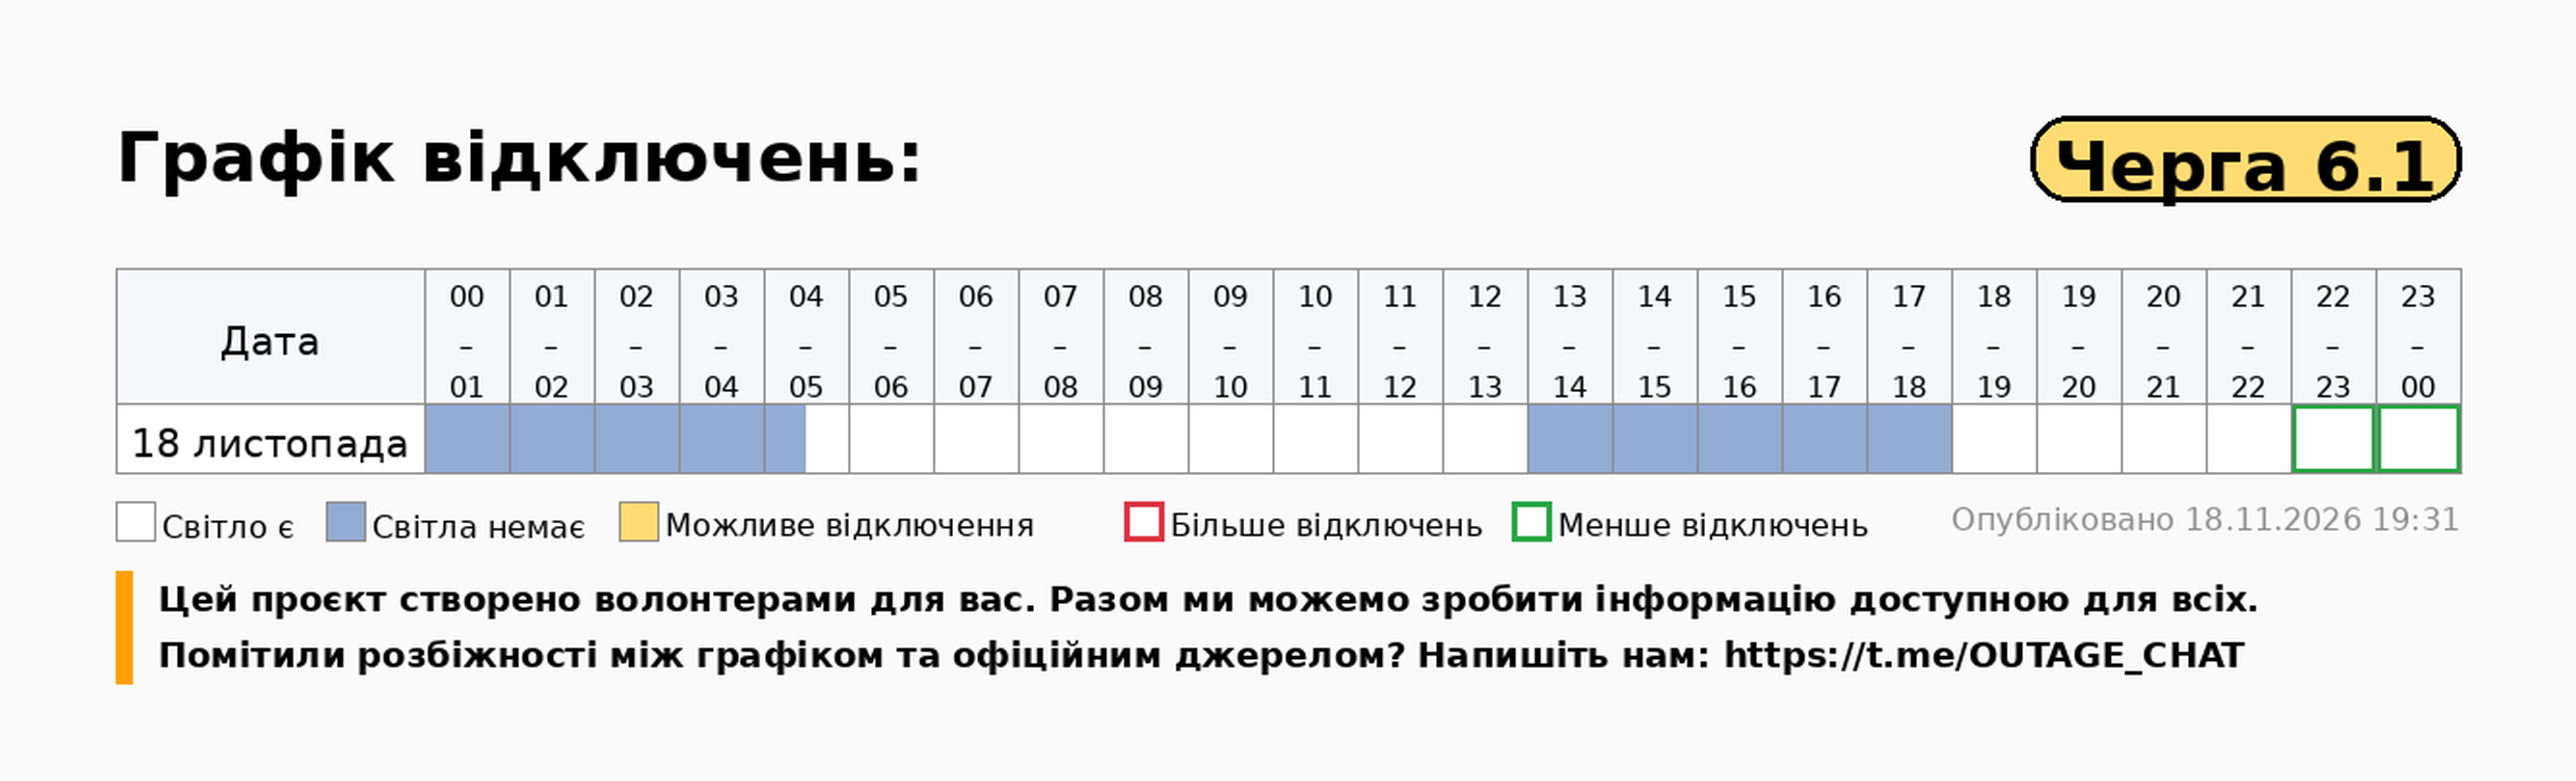 Графік відключень:
Черга 6.1
Дата
00 – 01
01 – 02
02 – 03
03 – 04
04 – 05
05 – 06
06 – 07
07 – 08
08 – 09
09 – 10
10 – 11
11 – 12
12 – 13
13 – 14
14 – 15
15 – 16
16 – 17
17 – 18
18 – 19
19 – 20
20 – 21
21 – 22
22 – 23
23 – 00
18 листопада
Світло є
Світла немає
Можливе відключення
Більше відключень
Менше відключень
Опубліковано 18.11.2026 19:31
Цей проєкт створено волонтерами для вас. Разом ми можемо зробити інформацію доступною для всіх.
Помітили розбіжності між графіком та офіційним джерелом? Напишіть нам: https://t.me/OUTAGE_CHAT